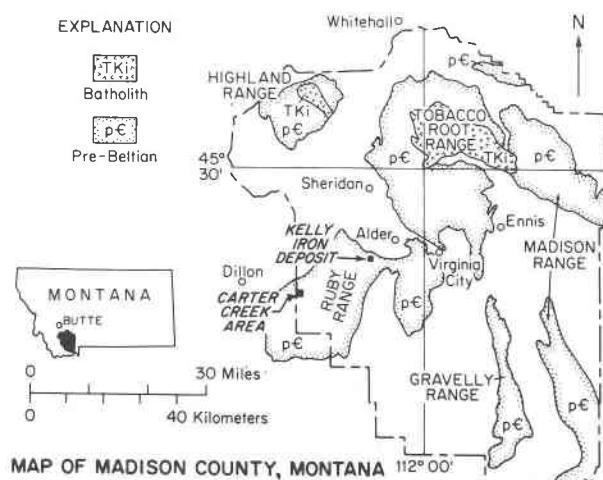 EXPLANATION
TKi
Batholith
p€
Pre-Beltian
Whitehall
N
p€
HIGHLAND
RANGE
TKi
p€
TOBACCO
ROOT
RANGE
p€
TKi
p€
45°
30'
Sheridan
Ennis
MADISON
RANGE
KELLY
IRON
DEPOSIT
Alder
Virginia
City
Dillon
CARTER
CREEK
AREA
RUBY
RANGE
p€
p€
MONTANA
BUTTE
GRAVELLY
RANGE
p€
p€
0 30 Miles
0 40 Kilometers
MAP OF MADISON COUNTY, MONTANA
112°00'